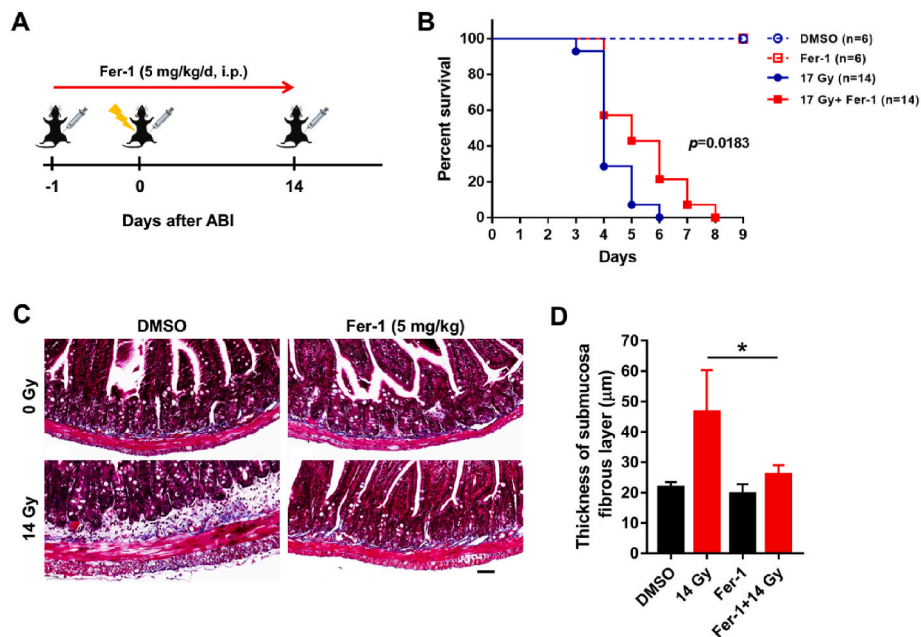 A
Fer-1 (5 mg/kg/d, i.p.)
-1
0
14
Days after ABI
B
Percent survival
100
80
60
40
20
0
0 1 2 3 4 5 6 7 8 9
Days
p=0.0183
DMSO (n=6)
Fer-1 (n=6)
17 Gy (n=14)
17 Gy+ Fer-1 (n=14)
C
DMSO
Fer-1 (5 mg/kg)
0 Gy
14 Gy
D
Thickness of submucosa
fibrous layer (μm)
70
60
50
40
30
20
10
0
*
DMSO
14 Gy
Fer-1
Fer-1+14 Gy